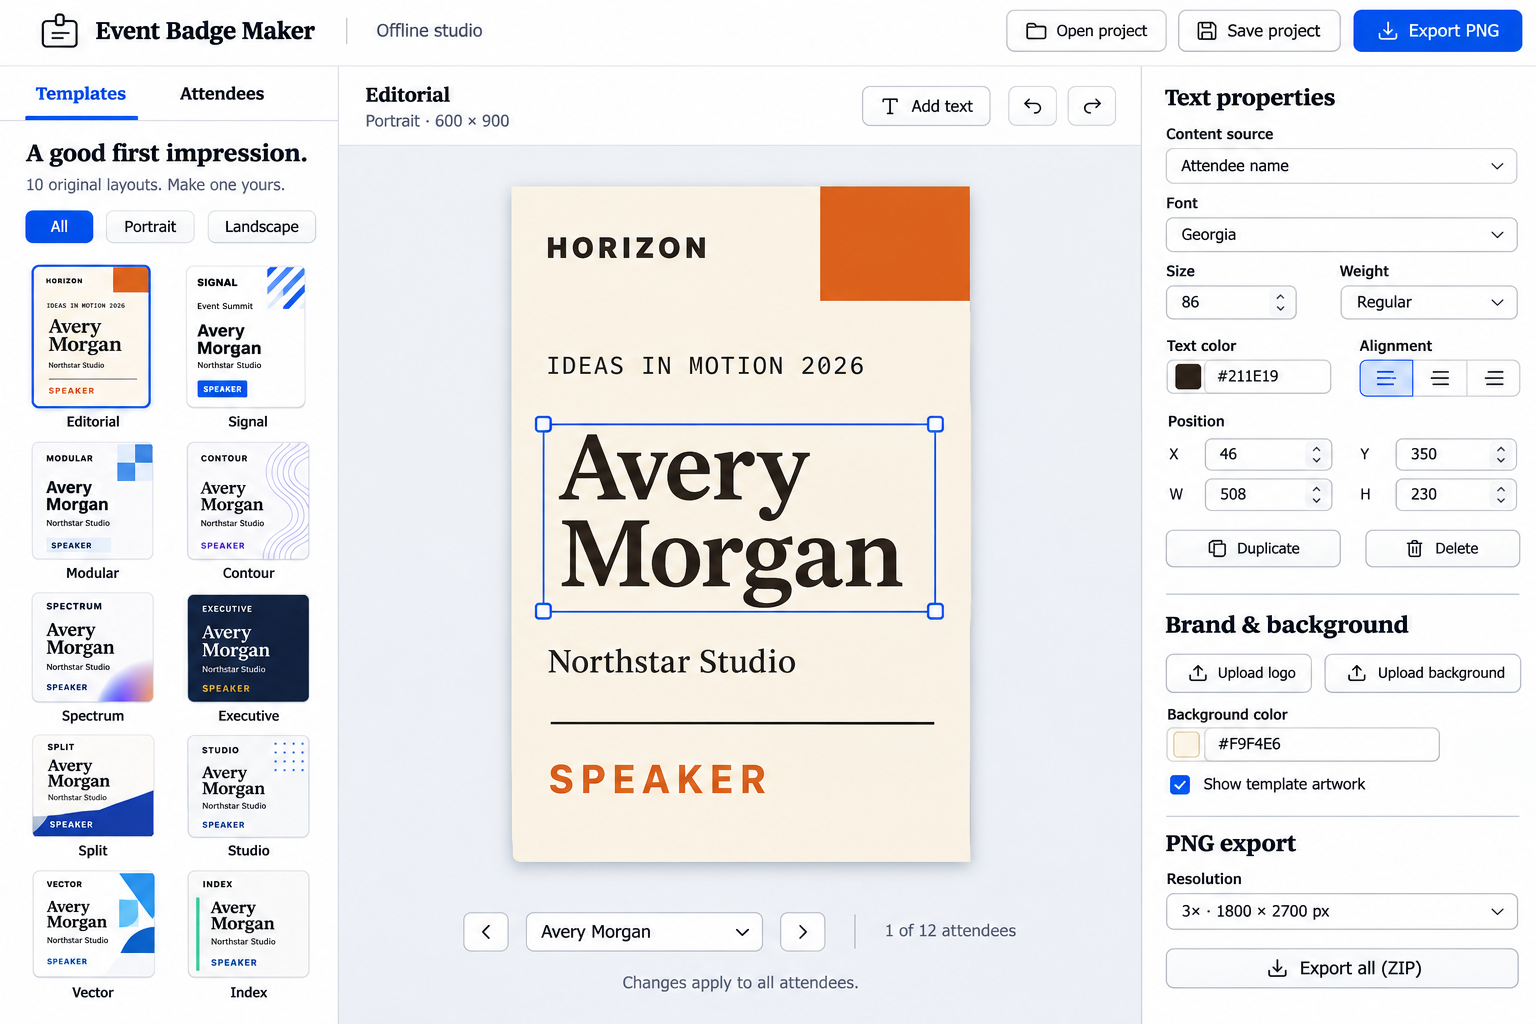 Event Badge Maker
Offline studio
Open project
Save project
Export PNG
Templates
Attendees
A good first impression.
10 original layouts. Make one yours.
All
Portrait
Landscape
HORIZON
IDEAS IN MOTION 2026
Avery
Morgan
Northstar Studio
SPEAKER
Editorial
SIGNAL
Event Summit
Avery
Morgan
Northstar Studio
SPEAKER
Signal
MODULAR
Avery
Morgan
Northstar Studio
SPEAKER
Modular
CONTOUR
Avery
Morgan
Northstar Studio
SPEAKER
Contour
SPECTRUM
Avery
Morgan
Northstar Studio
SPEAKER
Spectrum
EXECUTIVE
Avery
Morgan
Northstar Studio
SPEAKER
Executive
SPLIT
Avery
Morgan
Northstar Studio
SPEAKER
Split
STUDIO
Avery
Morgan
Northstar Studio
SPEAKER
Studio
VECTOR
Avery
Morgan
Northstar Studio
SPEAKER
Vector
INDEX
Avery
Morgan
Northstar Studio
SPEAKER
Index
Editorial
Portrait · 600 × 900
Add text
HORIZON
IDEAS IN MOTION 2026
Avery
Morgan
Northstar Studio
SPEAKER
Avery Morgan
1 of 12 attendees
Changes apply to all attendees.
Text properties
Content source
Attendee name
Font
Georgia
Size
Weight
86
Regular
Text color
Alignment
#211E19
Position
X 46 Y 350
W 508 H 230
Duplicate
Delete
Brand & background
Upload logo
Upload background
Background color
#F9F4E6
Show template artwork
PNG export
Resolution
3× · 1800 × 2700 px
Export all (ZIP)